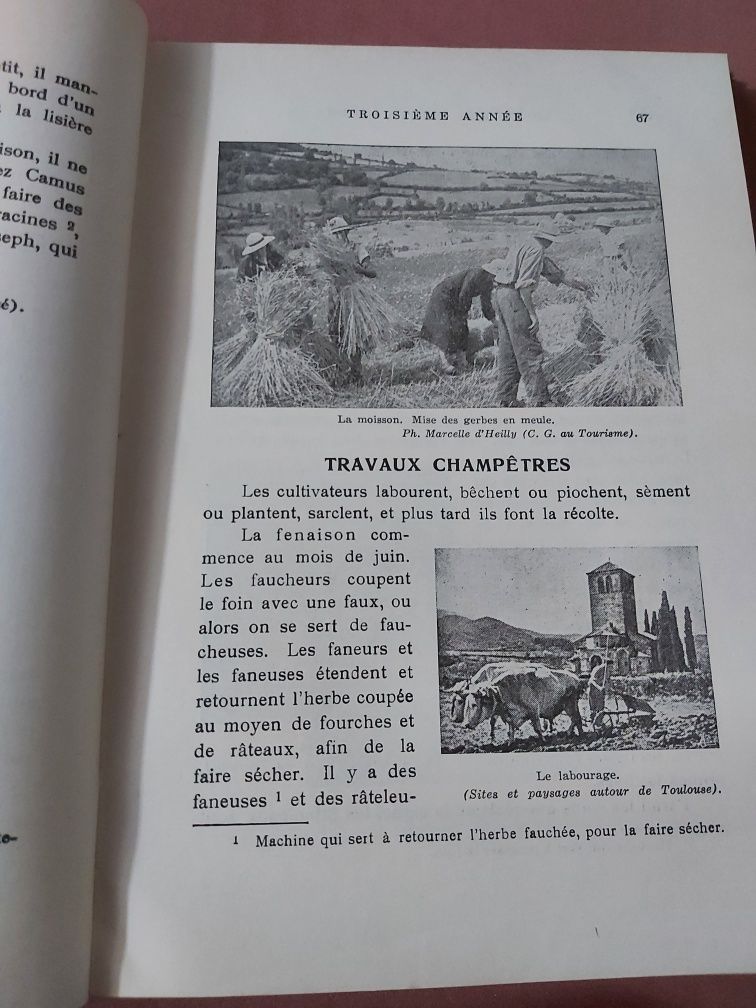 tit, il man-
bord d'un
la lisière
il ne
Camus
faire des
racines ²,
qui
TROISIÈME ANNÉE 67
La moisson. Mise des gerbes en meule.
Ph. Marcelle d'Heilly (C. G. au Tourisme).
TRAVAUX CHAMPÊTRES
Les cultivateurs labourent, bêchent ou piochent, sèment
ou plantent, sarclent, et plus tard ils font la récolte.
La fenaison com-
mence au mois de juin.
Les faucheurs coupent
le foin avec une faux, ou
alors on se sert de fau-
cheuses. Les faneurs et
les faneuses étendent et
retournent l'herbe coupée
au moyen de fourches et
de râteaux, afin de la
faire sécher. Il y a des
faneuses ¹ et des râteleu-
Le labourage.
(Sites et paysages autour de Toulouse).
¹ Machine qui sert à retourner l'herbe fauchée, pour la faire sécher.